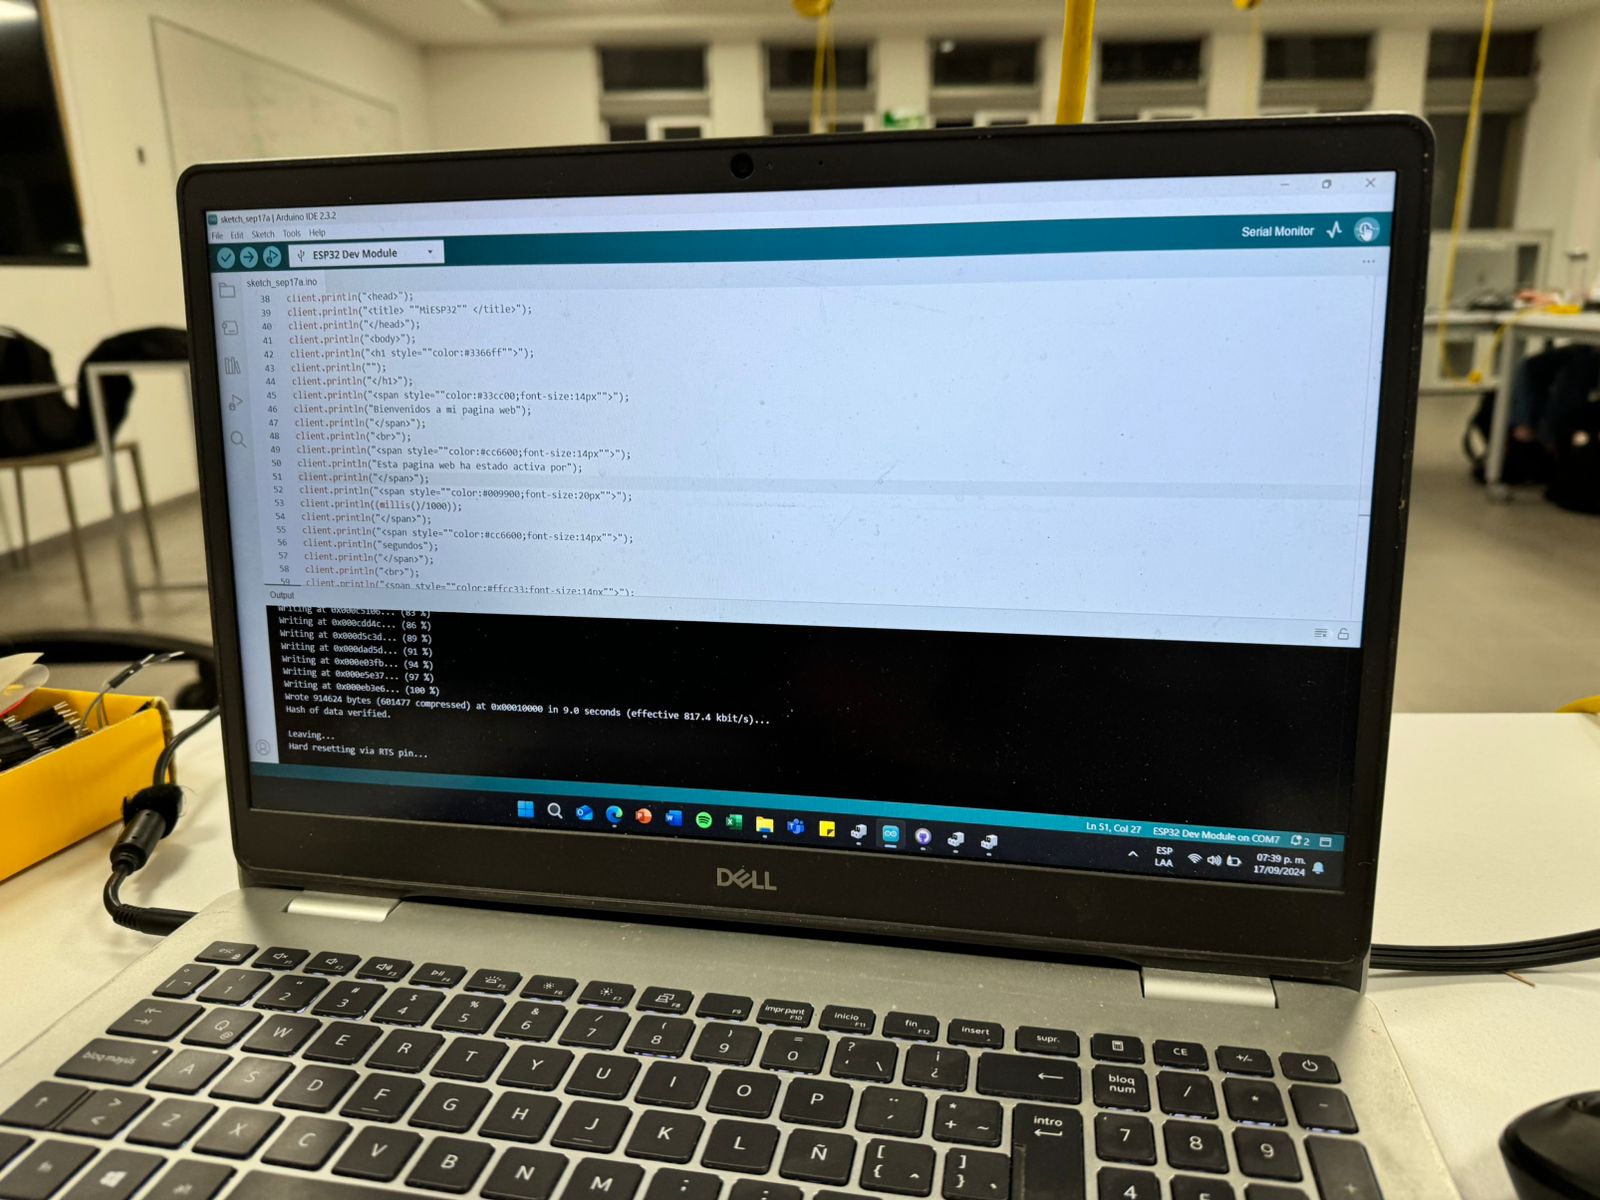 sketch_sep17a | Arduino IDE 2.3.2
File Edit Sketch Tools Help
ESP32 Dev Module
Serial Monitor
sketch_sep17a.ino
38 client.println("<head>");
39 client.println("<title> ""MiESP32"" </title>");
40 client.println("</head>");
41 client.println("<body>");
42 client.println("<h1 style=""color:#3366ff"">");
43 client.println("");
44 client.println("</h1>");
45 client.println("<span style=""color:#33cc00;font-size:14px"">");
46 client.println("Bienvenidos a mi pagina web");
47 client.println("</span>");
48 client.println("<br>");
49 client.println("<span style=""color:#cc6600;font-size:14px"">");
50 client.println("Esta pagina web ha estado activa por");
51 client.println("</span>");
52 client.println("<span style=""color:#009900;font-size:20px"">");
53 client.println((millis()/1000));
54 client.println("</span>");
55 client.println("<span style=""color:#cc6600;font-size:14px"">");
56 client.println("segundos");
57 client.println("</span>");
58 client.println("<br>");
59 client.println("<span style=""color:#ffcc33;font-size:14px"">");
Output
Writing at 0x000c5106... (83 %)
Writing at 0x000cdd4c... (86 %)
Writing at 0x000d5c3d... (89 %)
Writing at 0x000dad5d... (91 %)
Writing at 0x000e03fb... (94 %)
Writing at 0x000e5e37... (97 %)
Writing at 0x000eb3e6... (100 %)
Wrote 914624 bytes (601477 compressed) at 0x00010000 in 9.0 seconds (effective 817.4 kbit/s)...
Hash of data verified.
Leaving...
Hard resetting via RTS pin...
Ln 51, Col 27 ESP32 Dev Module on COM7 2
ESP
LAA
07:39 p. m.
17/09/2024
DELL
esc F1 F2 F3 F4 F5 F6 F7 F8 F9 impr pant F10 inicio F11 fin F12 insert supr.
! 1 " 2 # 3 $ 4 % 5 & 6 / 7 ( 8 ) 9 = 0 ? ' \ ¡ ¿ CE +/-
Q @ W E R T Y U I O P ¨ ´ * + ~ bloq num / * -
bloq mayús A S D F G H J K L Ñ [ { ^ ] } intro 7 8 9 +
> < Z X C V B N M ; : 4
fn